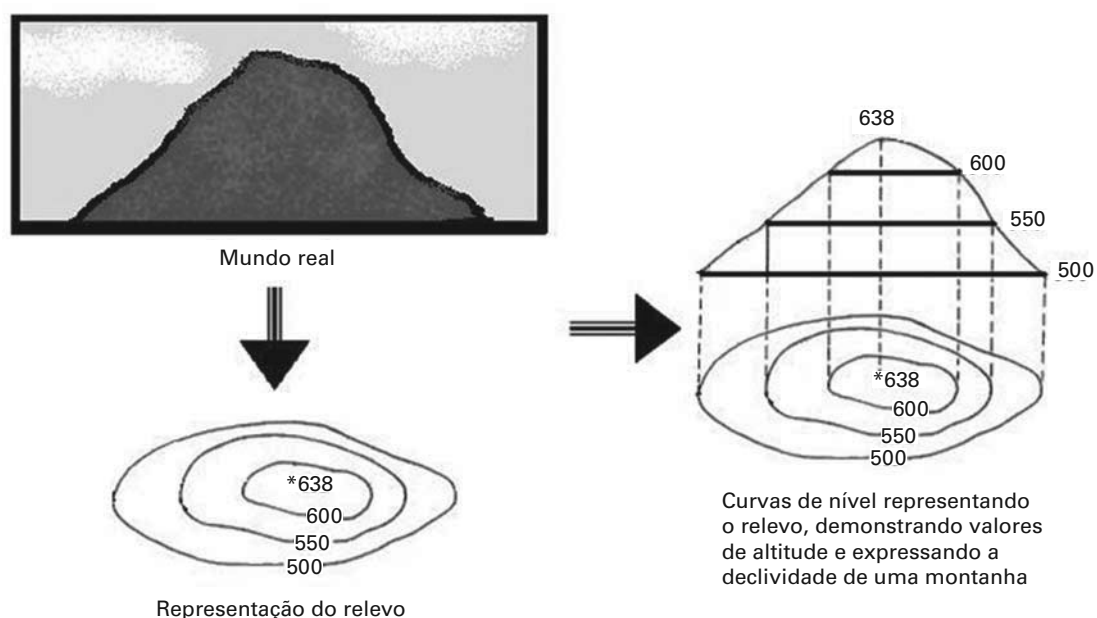 Mundo real
*638
600
550
500
Representação do relevo
638
600
550
500
*638
600
550
500
Curvas de nível representando
o relevo, demonstrando valores
de altitude e expressando a
declividade de uma montanha